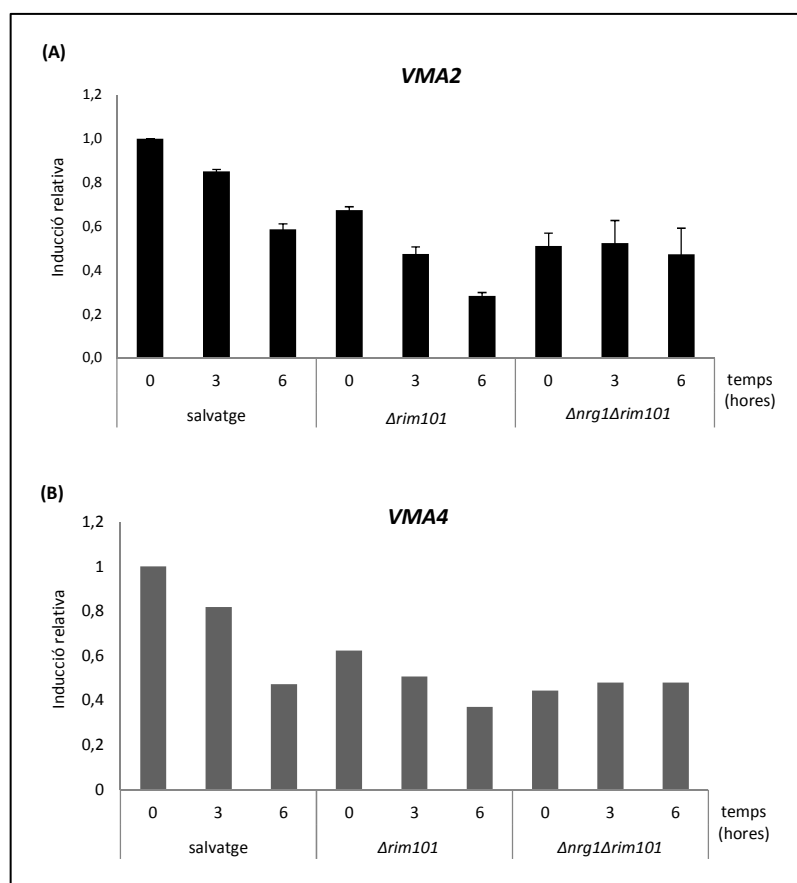 (A)
VMA2
Inducció relativa
1,2
1,0
0,8
0,6
0,4
0,2
0,0
0 3 6 0 3 6 0 3 6 temps
(hores)
salvatge Δrim101 Δnrg1Δrim101
(B)
VMA4
Inducció relativa
1,2
1
0,8
0,6
0,4
0,2
0
0 3 6 0 3 6 0 3 6 temps
(hores)
salvatge Δrim101 Δnrg1Δrim101